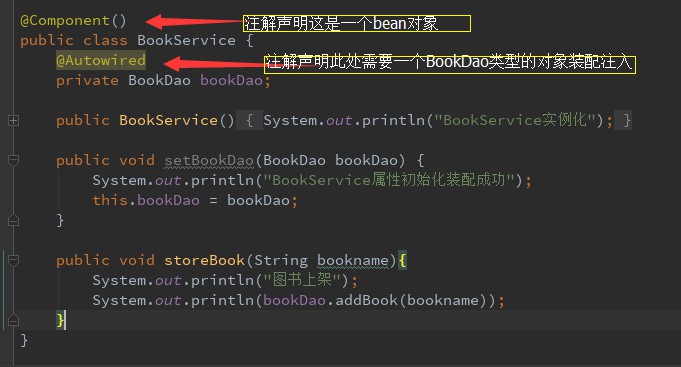 @Component() 注解声明这是一个bean对象
public class BookService {
@Autowired 注解声明此处需要一个BookDao类型的对象装配注入
private BookDao bookDao;
public BookService() { System.out.println("BookService实例化"); }
public void setBookDao(BookDao bookDao) {
System.out.println("BookService属性初始化装配成功");
this.bookDao = bookDao;
}
public void storeBook(String bookname){
System.out.println("图书上架");
System.out.println(bookDao.addBook(bookname));
}
}